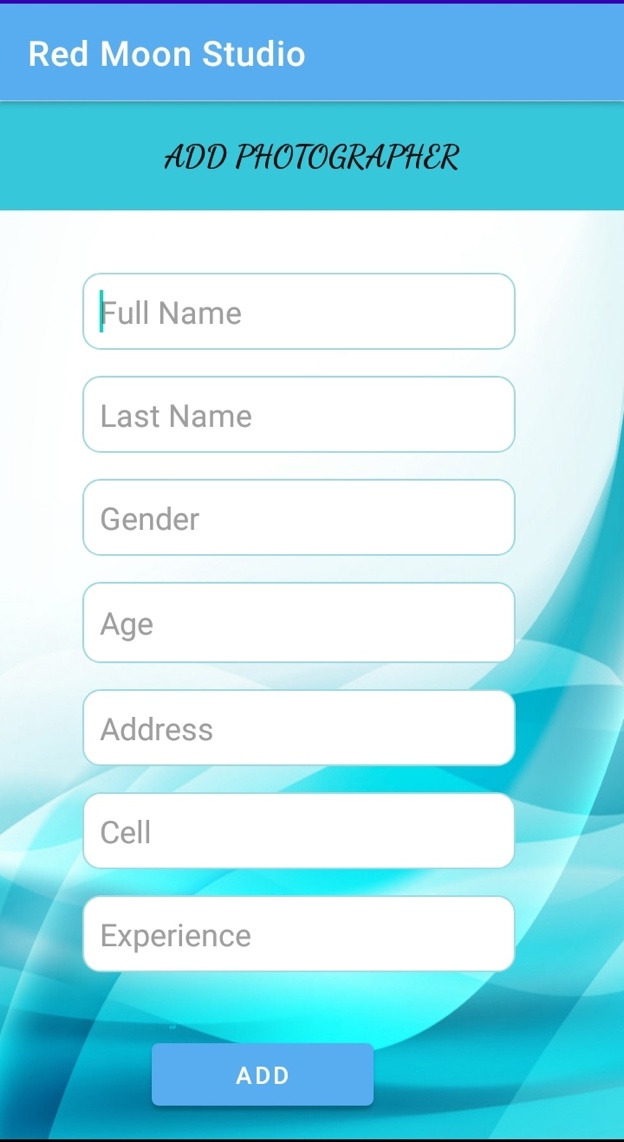 Red Moon Studio
ADD PHOTOGRAPHER
Full Name
Last Name
Gender
Age
Address
Cell
Experience
ADD